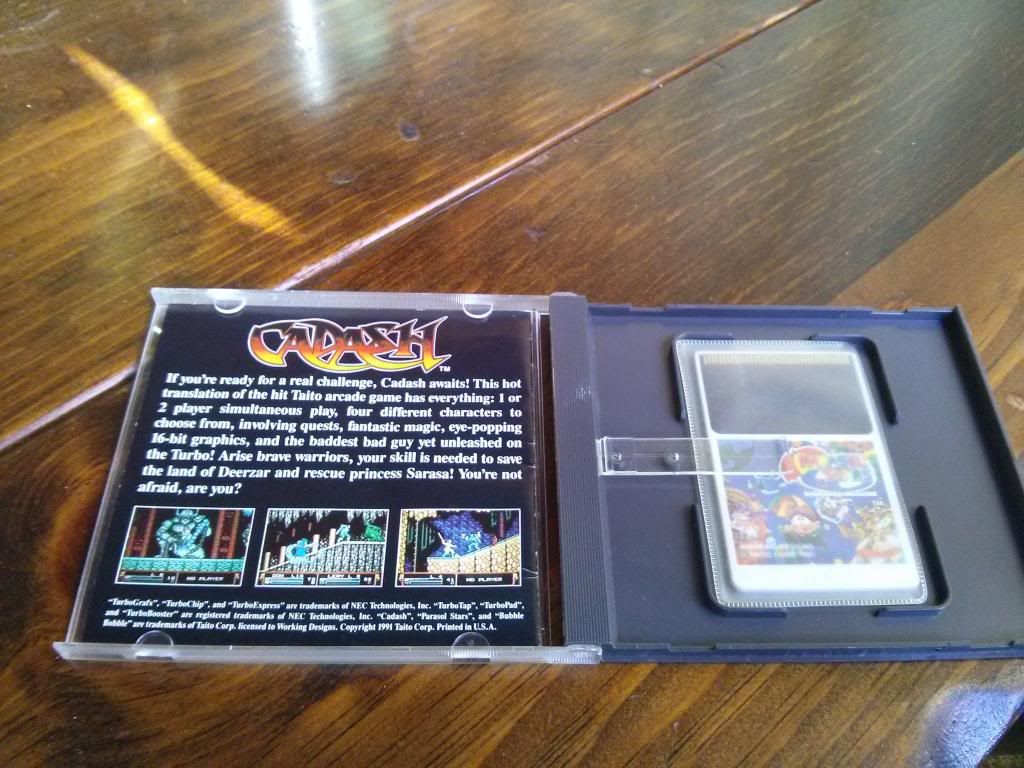 CADASH TM
If you're ready for a real challenge, Cadash awaits! This hot
translation of the hit Taito arcade game has everything: 1 or
2 player simultaneous play, four different characters to
choose from, involving quests, fantastic magic, eye-popping
16-bit graphics, and the baddest bad guy yet unleashed on
the Turbo! Arise brave warriors, your skill is needed to save
the land of Deerzar and rescue princess Sarasa! You're not
afraid, are you?
NO PLAYER
NO PLAYER
"TurboGrafx", "TurboChip", and "TurboExpress" are trademarks of NEC Technologies, Inc. "TurboTap", "TurboPad",
and "TurboBooster" are registered trademarks of NEC Technologies, Inc. "Cadash", "Parasol Stars", and "Bubble
Bobble" are trademarks of Taito Corp. licensed to Working Designs. Copyright 1991 Taito Corp. Printed in U.S.A.
TM